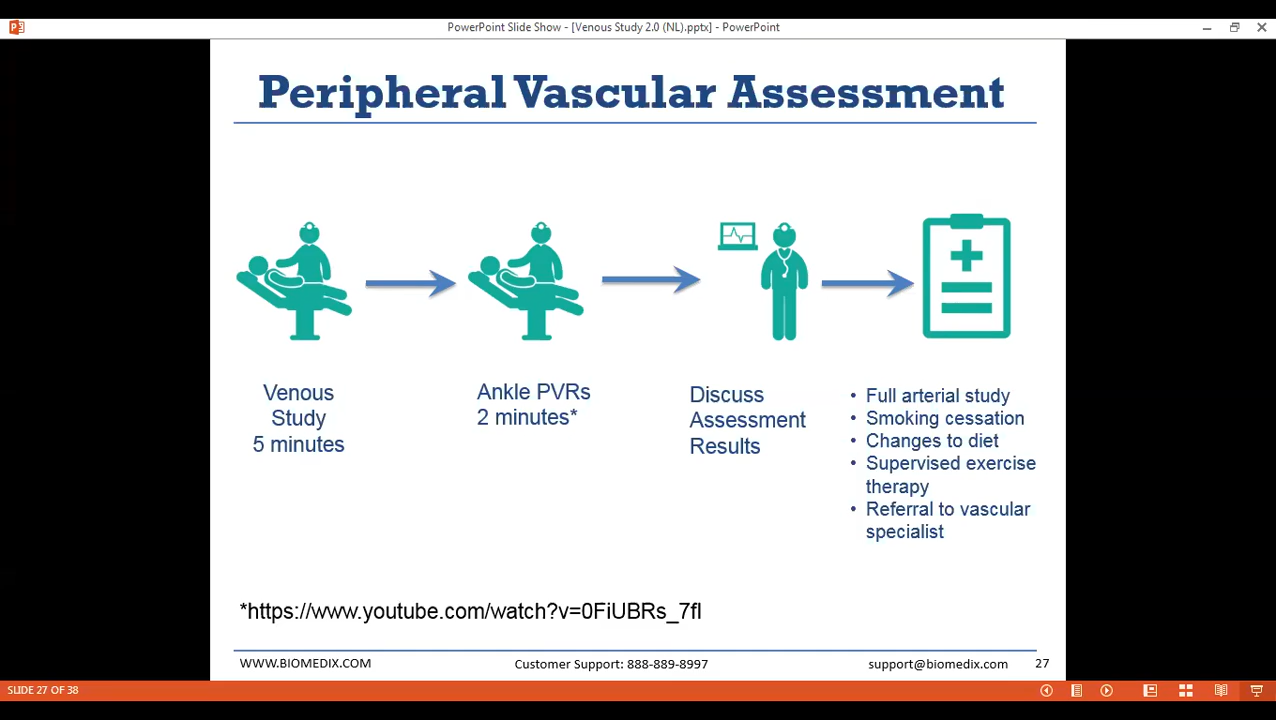 PowerPoint Slide Show - [Venous Study 2.0 (NL).pptx] - PowerPoint
Peripheral Vascular Assessment
Venous
Study
5 minutes
Ankle PVRs
2 minutes*
Discuss
Assessment
Results
• Full arterial study
• Smoking cessation
• Changes to diet
• Supervised exercise
therapy
• Referral to vascular
specialist
*https://www.youtube.com/watch?v=0FiUBRs_7fI
WWW.BIOMEDIX.COM
Customer Support: 888-889-8997
support@biomedix.com
27
SLIDE 27 OF 38